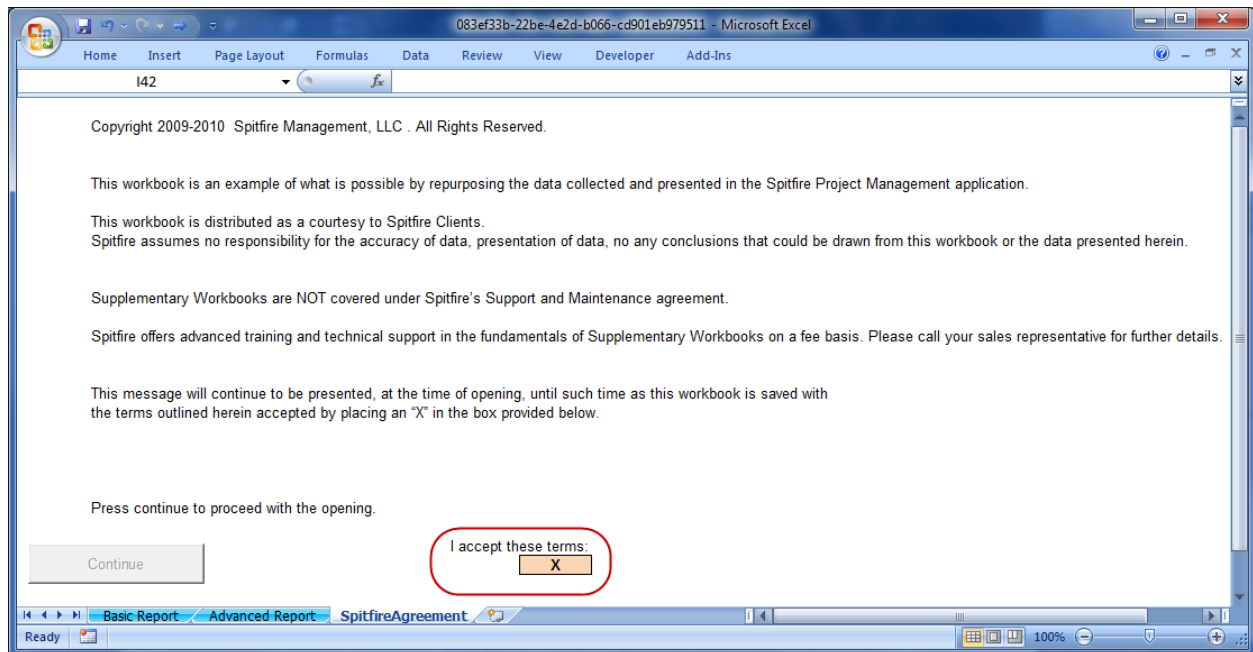 083ef33b-22be-4e2d-b066-cd901eb979511 - Microsoft Excel
Home Insert Page Layout Formulas Data Review View Developer Add-Ins
I42 fx
Copyright 2009-2010 Spitfire Management, LLC . All Rights Reserved.
This workbook is an example of what is possible by repurposing the data collected and presented in the Spitfire Project Management application.
This workbook is distributed as a courtesy to Spitfire Clients.
Spitfire assumes no responsibility for the accuracy of data, presentation of data, no any conclusions that could be drawn from this workbook or the data presented herein.
Supplementary Workbooks are NOT covered under Spitfire’s Support and Maintenance agreement.
Spitfire offers advanced training and technical support in the fundamentals of Supplementary Workbooks on a fee basis. Please call your sales representative for further details.
This message will continue to be presented, at the time of opening, until such time as this workbook is saved with
the terms outlined herein accepted by placing an “X” in the box provided below.
Press continue to proceed with the opening.
I accept these terms:
Continue X
Basic Report Advanced Report SpitfireAgreement
Ready 100%